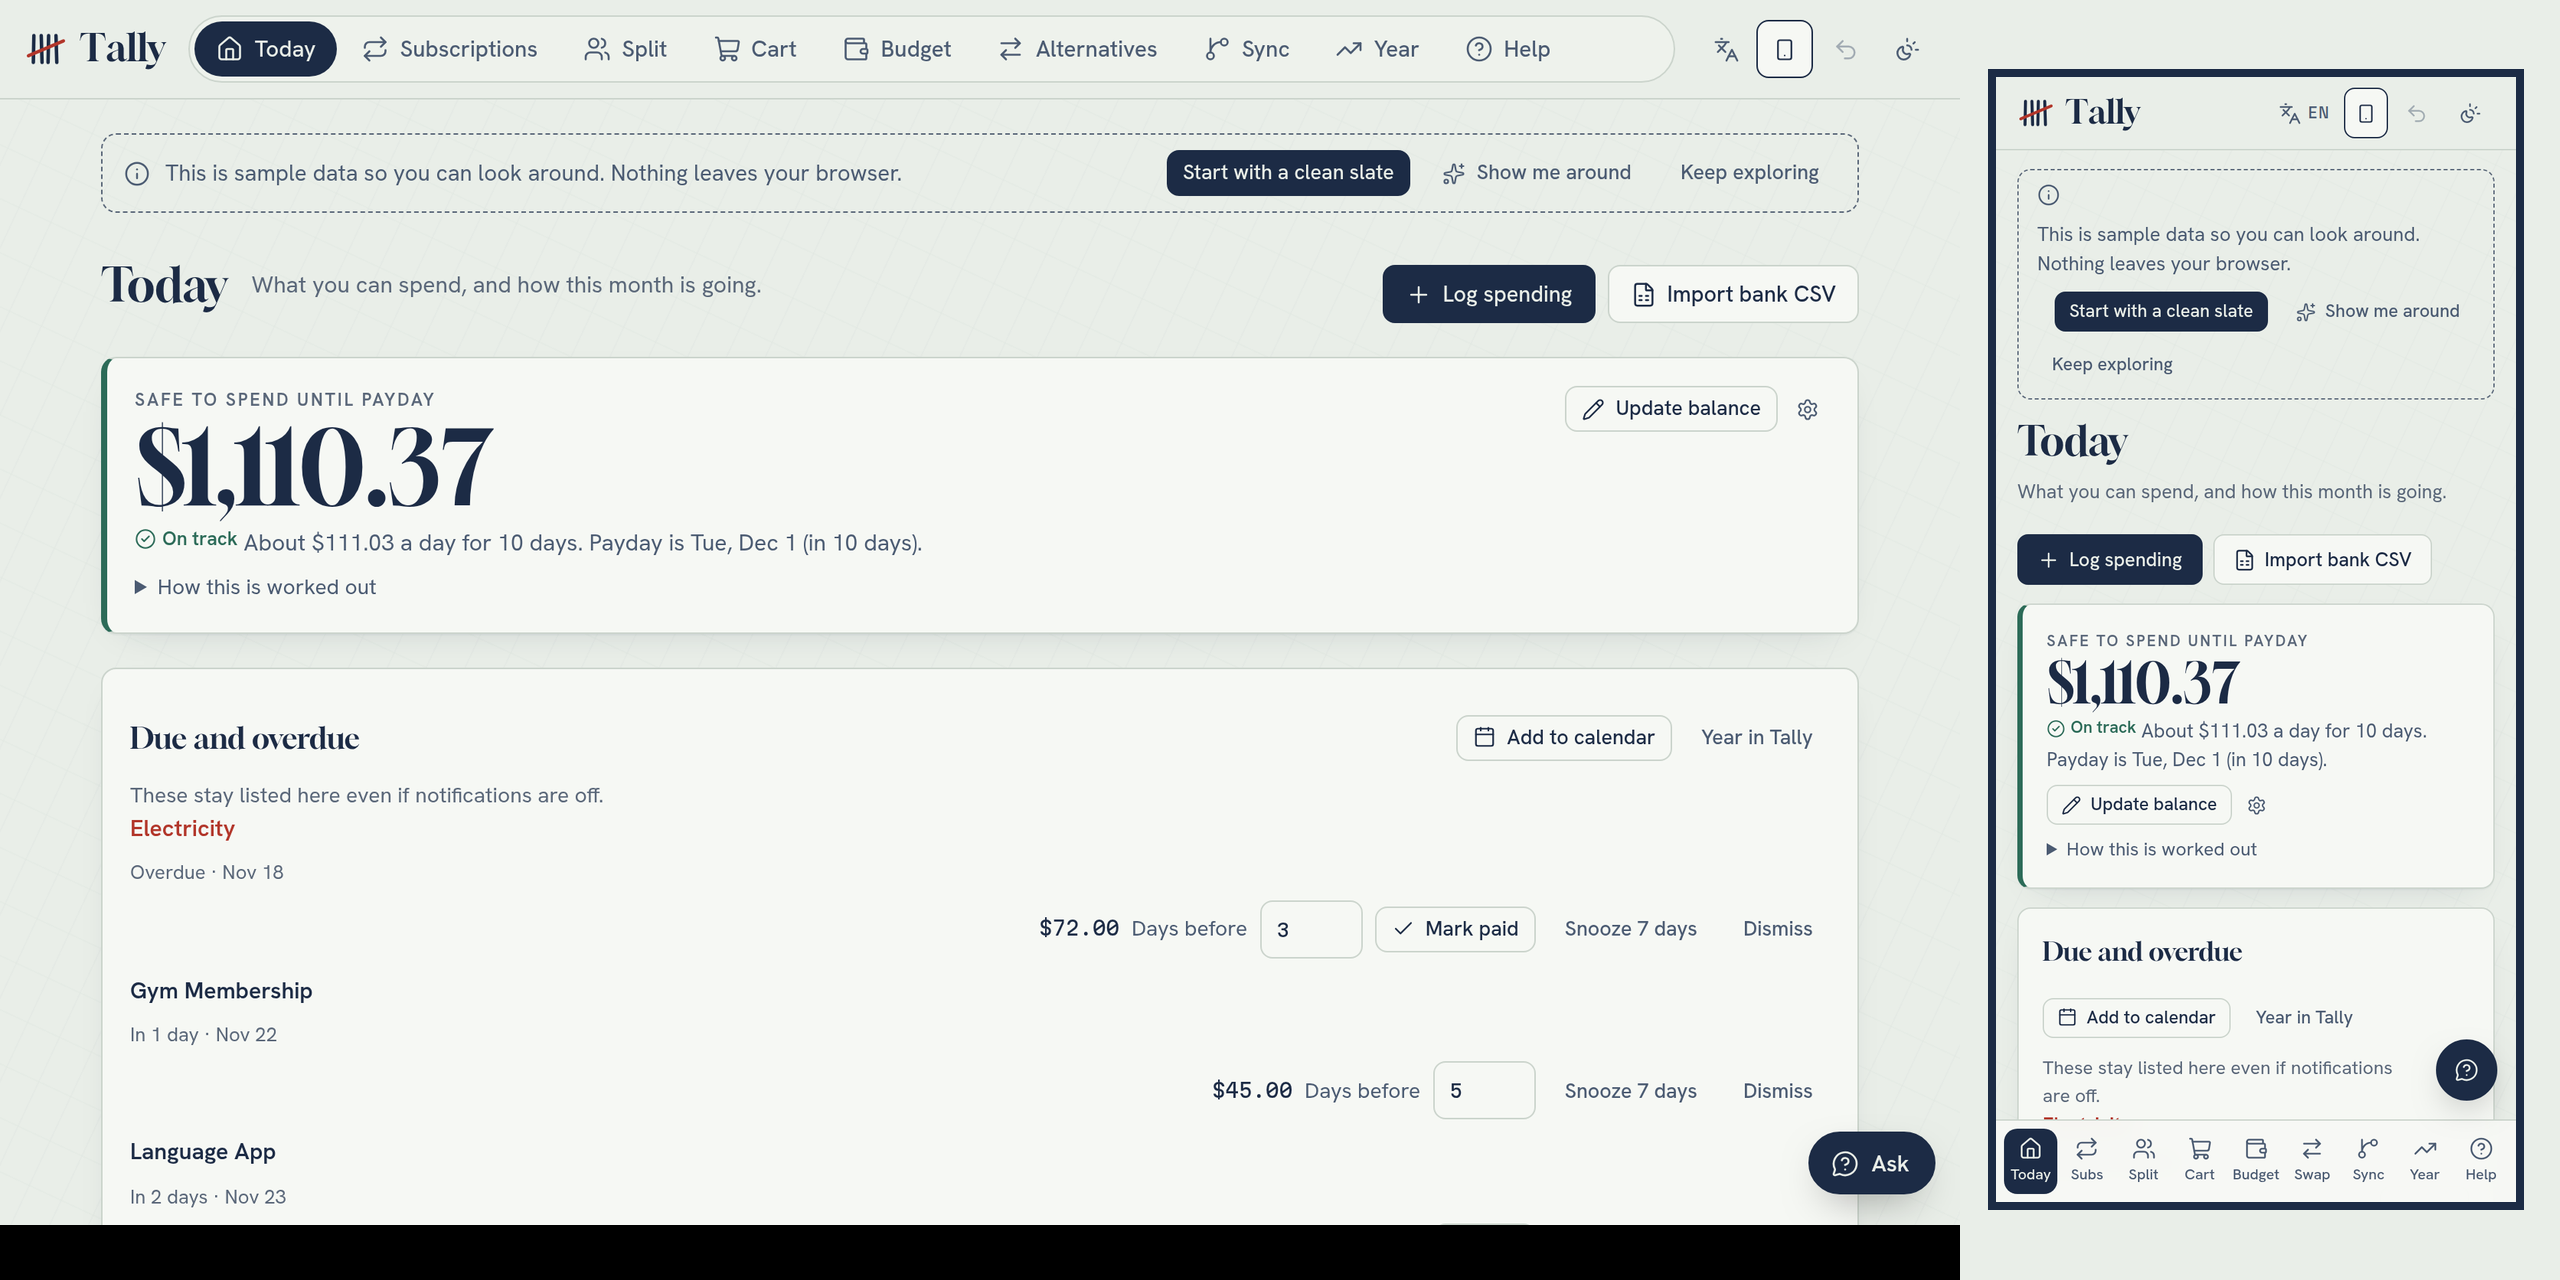 Tally
Today
Subscriptions
Split
Cart
Budget
Alternatives
Sync
Year
Help
This is sample data so you can look around. Nothing leaves your browser.
Start with a clean slate
Show me around
Keep exploring
Today
What you can spend, and how this month is going.
Log spending
Import bank CSV
SAFE TO SPEND UNTIL PAYDAY
Update balance
$1,110.37
On track About $111.03 a day for 10 days. Payday is Tue, Dec 1 (in 10 days).
How this is worked out
Due and overdue
Add to calendar
Year in Tally
These stay listed here even if notifications are off.
Electricity
Overdue · Nov 18
$72.00 Days before 3 Mark paid Snooze 7 days Dismiss
Gym Membership
In 1 day · Nov 22
$45.00 Days before 5 Snooze 7 days Dismiss
Language App
In 2 days · Nov 23
Ask
Tally
EN
This is sample data so you can look around.
Nothing leaves your browser.
Start with a clean slate
Show me around
Keep exploring
Today
What you can spend, and how this month is going.
Log spending
Import bank CSV
SAFE TO SPEND UNTIL PAYDAY
$1,110.37
On track About $111.03 a day for 10 days.
Payday is Tue, Dec 1 (in 10 days).
Update balance
How this is worked out
Due and overdue
Add to calendar
Year in Tally
These stay listed here even if notifications
are off.
Today
Subs
Split
Cart
Budget
Swap
Sync
Year
Help